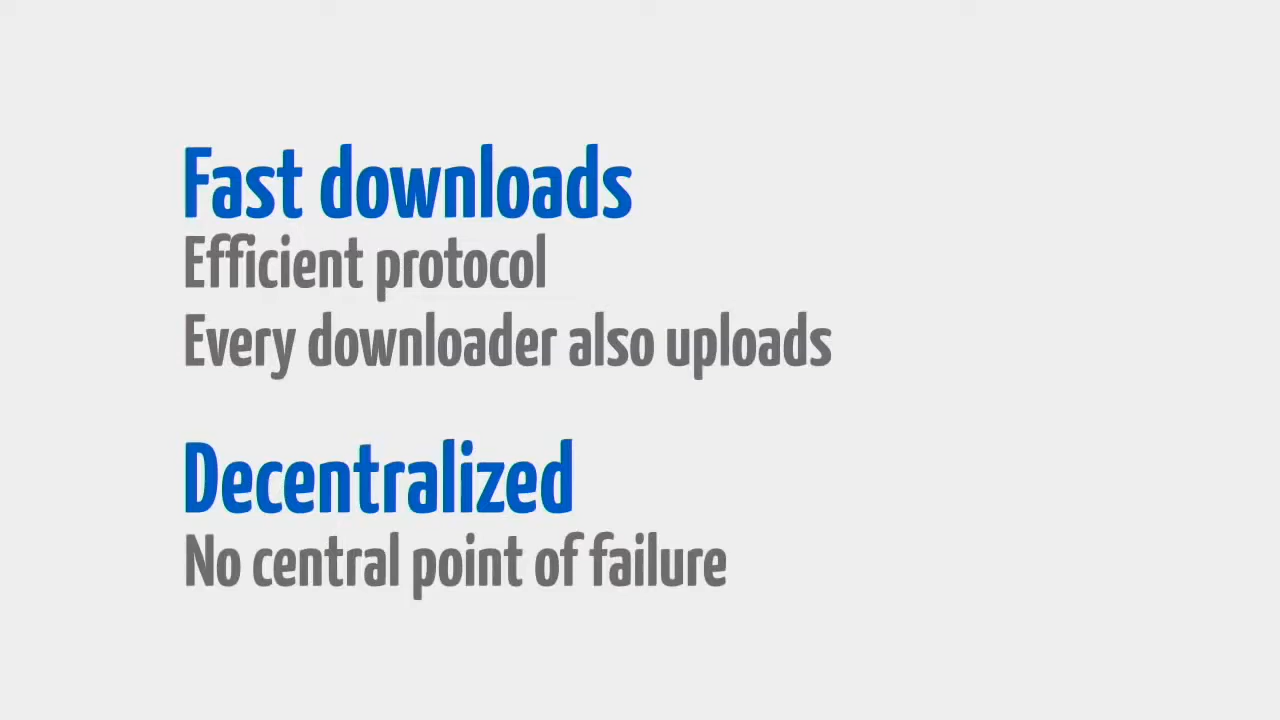 Fast downloads
Efficient protocol
Every downloader also uploads
Decentralized
No central point of failure